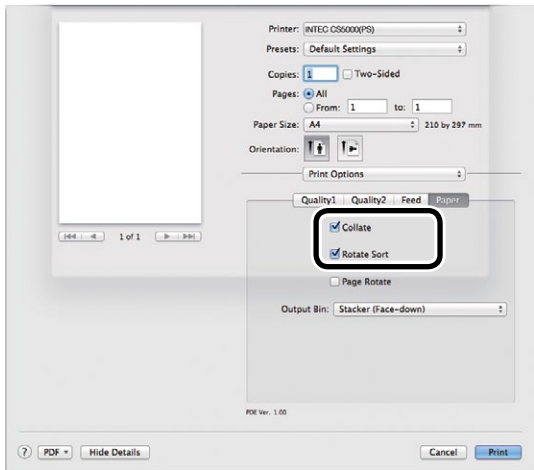 Printer: INTEC CS5000(PS)
Presets: Default Settings
Copies: 1 Two-Sided
Pages: All
From: 1 to: 1
Paper Size: A4 210 by 297 mm
Orientation:
Print Options
Quality1 Quality2 Feed Paper
Collate
1 of 1
Rotate Sort
Page Rotate
Output Bin: Stacker (Face-down)
PDE Ver. 1.00
? PDF Hide Details Cancel Print